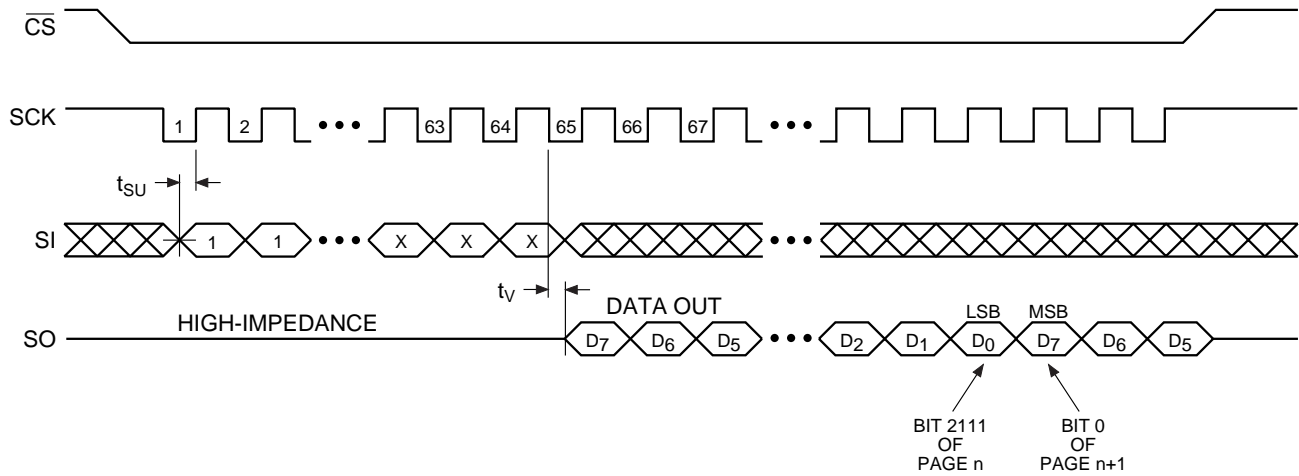 CS
SCK
1 2 63 64 65 66 67
tSU
SI
1 1 X X X
tV
DATA OUT
HIGH-IMPEDANCE
LSB MSB
SO
D7 D6 D5 D2 D1 D0 D7 D6 D5
BIT 2111
OF
PAGE n
BIT 0
OF
PAGE n+1